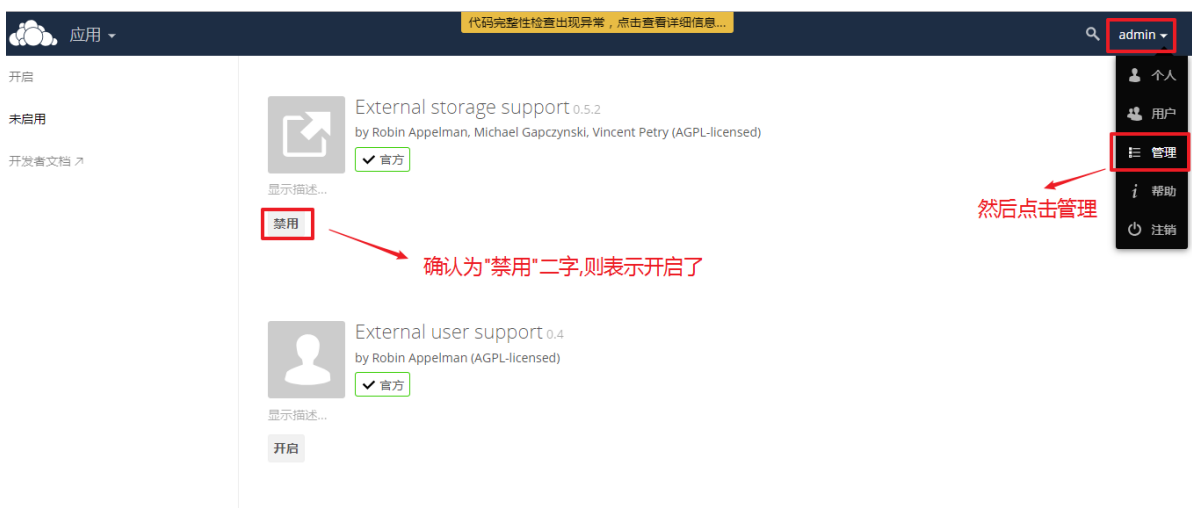 代码完整性检查出现异常，点击查看详细信息...
应用
admin
开启
未启用
开发者文档
个人
用户
管理
帮助
注销
External storage support 0.5.2
by Robin Appelman, Michael Gapczynski, Vincent Petry (AGPL-licensed)
官方
显示描述...
禁用
然后点击管理
确认为"禁用"二字,则表示开启了
External user support 0.4
by Robin Appelman (AGPL-licensed)
官方
显示描述...
开启